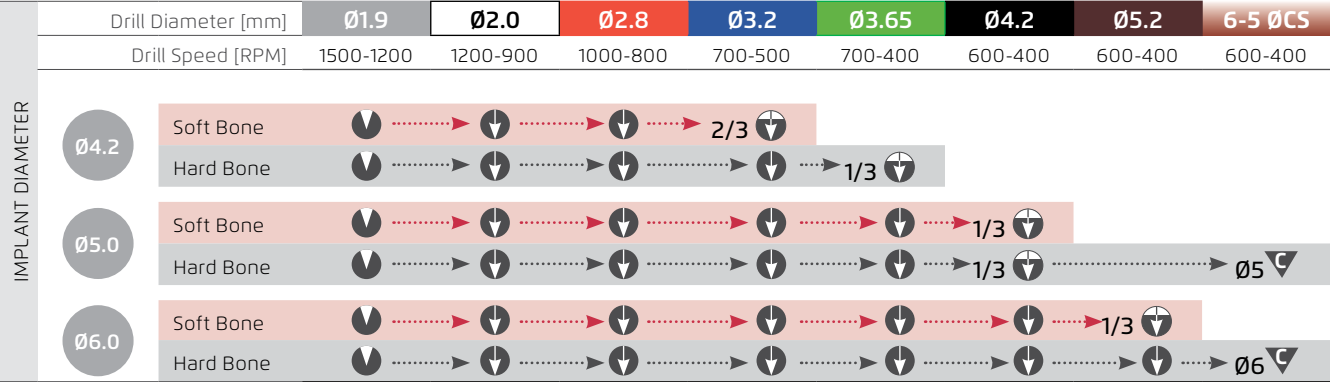 Drill Diameter [mm] Ø1.9 Ø2.0 Ø2.8 Ø3.2 Ø3.65 Ø4.2 Ø5.2 6-5 ØCS
Drill Speed [RPM] 1500-1200 1200-900 1000-800 700-500 700-400 600-400 600-400 600-400
IMPLANT DIAMETER
Ø4.2
Soft Bone 2/3
Hard Bone 1/3
Ø5.0
Soft Bone 1/3
Hard Bone 1/3 Ø5 C
Ø6.0
Soft Bone 1/3
Hard Bone Ø6 C